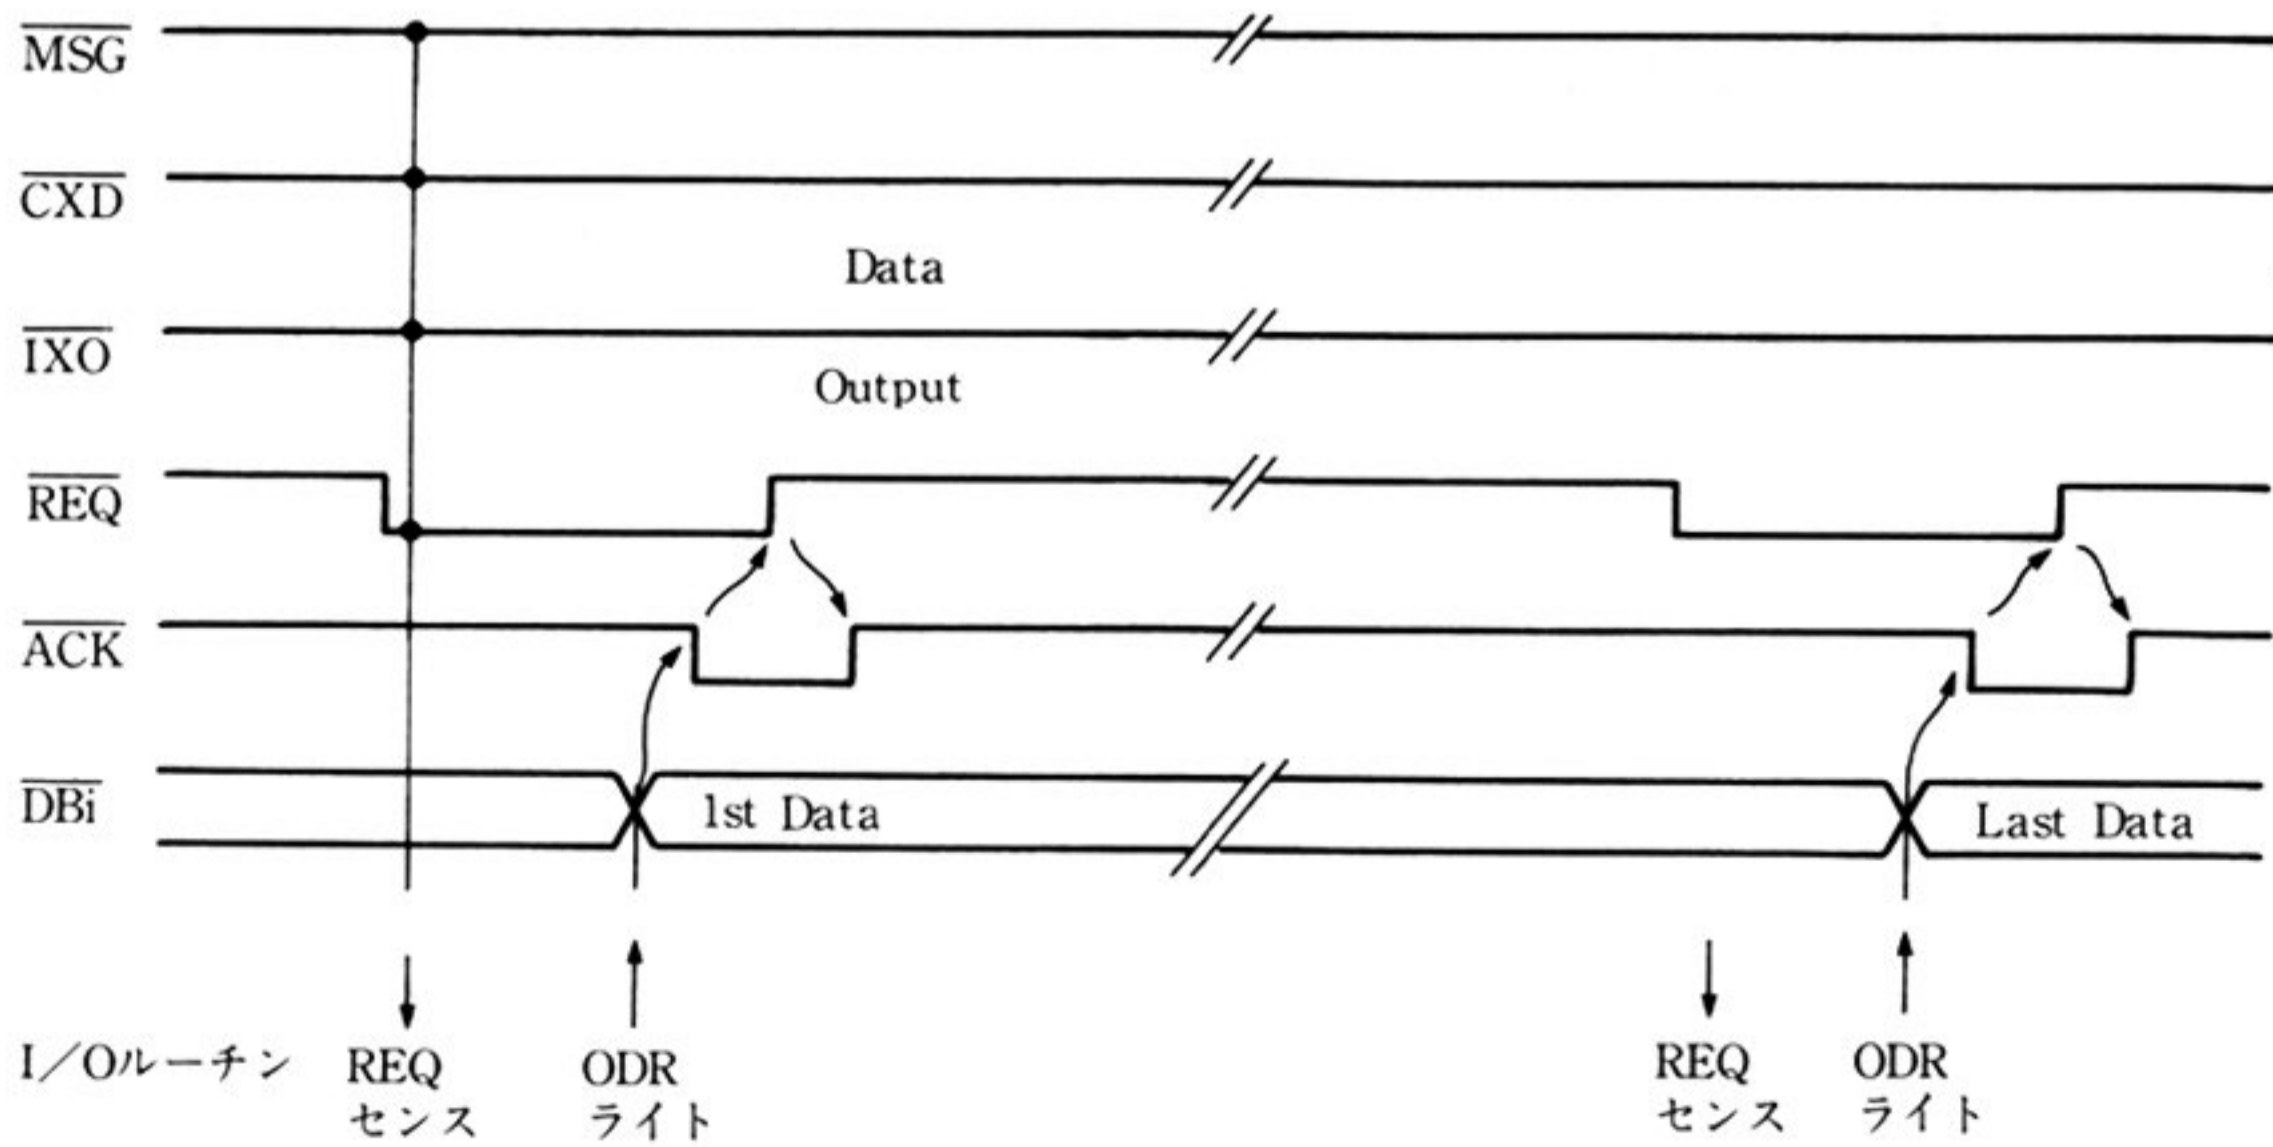 MSG
CXD
Data
IXO
Output
REQ
ACK
DBi
1st Data
Last Data
I/Oルーチン
REQ
センス
ODR
ライト
REQ
センス
ODR
ライト